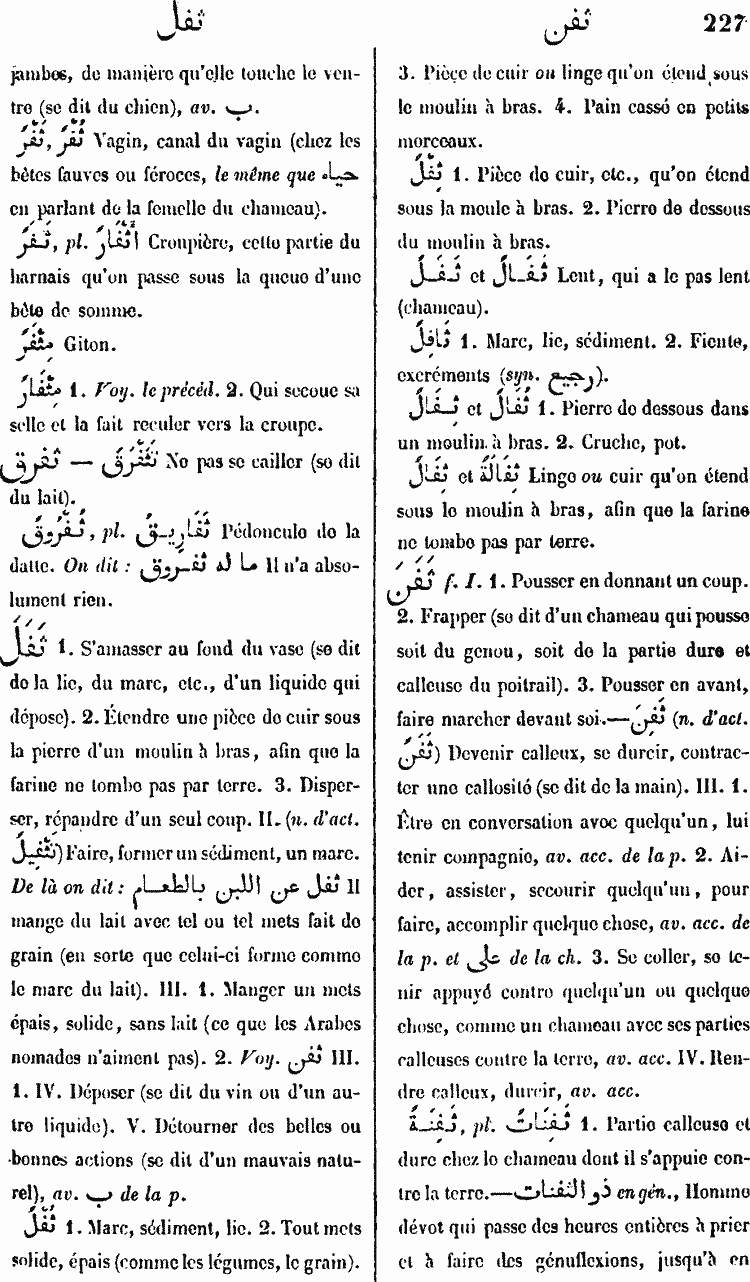 ثفل
ثفن
227
jambes, de manière qu'elle touche le ven-
tre (se dit du chien), av. ب.
ثَفْرٌ, ثُفْرٌ Vagin, canal du vagin (chez les
bêtes fauves ou féroces, le même que حياء
en parlant de la femelle du chameau).
ثَفَرٌ, pl. أَثْفَارٌ Croupière, cette partie du
harnais qu'on passe sous la queue d'une
bête de somme.
مِثْفَرٌ Giton.
مِثْفَارٌ 1. Voy. le précéd. 2. Qui secoue sa
selle et la fait reculer vers la croupe.
ثفرق — تَثَفْرَقَ No pas se cailler (se dit
du lait).
ثُفْرُوقٌ, pl. ثَفَارِيقُ Pédoncule de la
datte. On dit : ما له ثفروق Il n'a abso-
lument rien.
ثَفَلَ 1. S'amasser au fond du vase (se dit
de la lie, du marc, etc., d'un liquide qui
dépose). 2. Étendre une pièce de cuir sous
la pierre d'un moulin à bras, afin que la
farine ne tombe pas par terre. 3. Disper-
ser, répandre d'un seul coup. II. (n. d'act.
تَثْفِيلٌ) Faire, former un sédiment, un marc.
De là on dit : ثفل عن اللبن بالطعام Il
mange du lait avec tel ou tel mets fait de
grain (en sorte que celui-ci forme comme
le marc du lait). III. 1. Manger un mets
épais, solide, sans lait (ce que les Arabes
nomades n'aiment pas). 2. Voy. ثفن III.
1. IV. Déposer (se dit du vin ou d'un au-
tre liquide). V. Détourner des belles ou
bonnes actions (se dit d'un mauvais natu-
rel), av. ب de la p.
ثُفْلٌ 1. Marc, sédiment, lie. 2. Tout mets
solide, épais (comme les légumes, le grain).
3. Pièce de cuir ou linge qu'on étend sous
le moulin à bras. 4. Pain cassé en petits
morceaux.
ثُفْلٌ 1. Pièce de cuir, etc., qu'on étend
sous la meule à bras. 2. Pierre de dessous
du moulin à bras.
ثَفَلٌ et ثَفَالٌ Lent, qui a le pas lent
(chameau).
ثَافِلٌ 1. Marc, lie, sédiment. 2. Fiente,
excréments (syn. رجيع).
ثُفَالٌ et ثِفَالٌ 1. Pierre de dessous dans
un moulin à bras. 2. Cruche, pot.
ثِفَالٌ et ثِفَالَةٌ Linge ou cuir qu'on étend
sous le moulin à bras, afin que la farine
ne tombe pas par terre.
ثَفَنَ f. I. 1. Pousser en donnant un coup.
2. Frapper (se dit d'un chameau qui pousse
soit du genou, soit de la partie dure et
calleuse du poitrail). 3. Pousser en avant,
faire marcher devant soi.—ثَفِنَ (n. d'act.
ثَفَنٌ) Devenir calleux, se durcir, contrac-
ter une callosité (se dit de la main). III. 1.
Être en conversation avec quelqu'un, lui
tenir compagnie, av. acc. de la p. 2. Ai-
der, assister, secourir quelqu'un, pour
faire, accomplir quelque chose, av. acc. de
la p. et على de la ch. 3. Se coller, se te-
nir appuyé contre quelqu'un ou quelque
chose, comme un chameau avec ses parties
calleuses contre la terre, av. acc. IV. Ren-
dre calleux, durcir, av. acc.
ثَفِنَةٌ, pl. ثَفِنَاتٌ 1. Partie calleuse et
dure chez le chameau dont il s'appuie con-
tre la terre.—ذو الثفنات en gén., Homme
dévot qui passe des heures entières à prier
et à faire des génuflexions, jusqu'à en